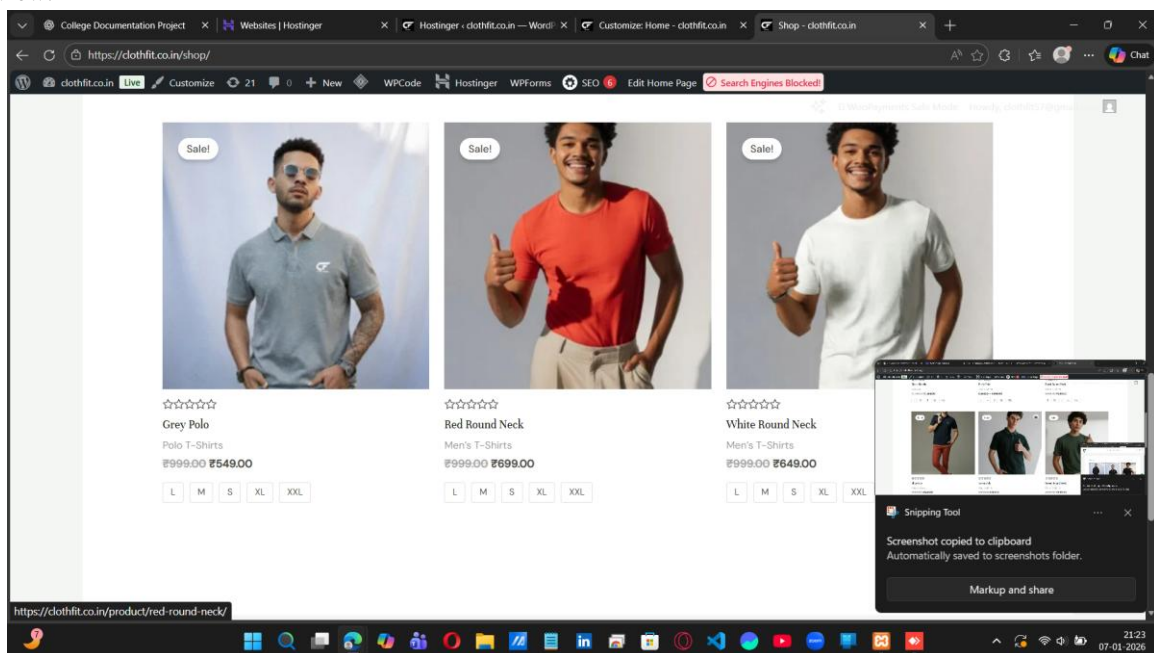 College Documentation Project
Websites | Hostinger
Hostinger ‹ clothfit.co.in — WordP
Customize: Home - clothfit.co.in
Shop - clothfit.co.in
https://clothfit.co.in/shop/
Chat
clothfit.co.in Live Customize 21 0 New WPCode Hostinger WPForms SEO 6 Edit Home Page Search Engines Blocked!
Sale! Sale! Sale!
CF
Grey Polo
Polo T-Shirts
₹999.00 ₹549.00
L M S XL XXL
Red Round Neck
Men's T-Shirts
₹999.00 ₹699.00
L M S XL XXL
White Round Neck
Men's T-Shirts
₹999.00 ₹649.00
L M S XL XXL
Snipping Tool
Screenshot copied to clipboard
Automatically saved to screenshots folder.
Markup and share
https://clothfit.co.in/product/red-round-neck/
7
21:23
07-01-2026